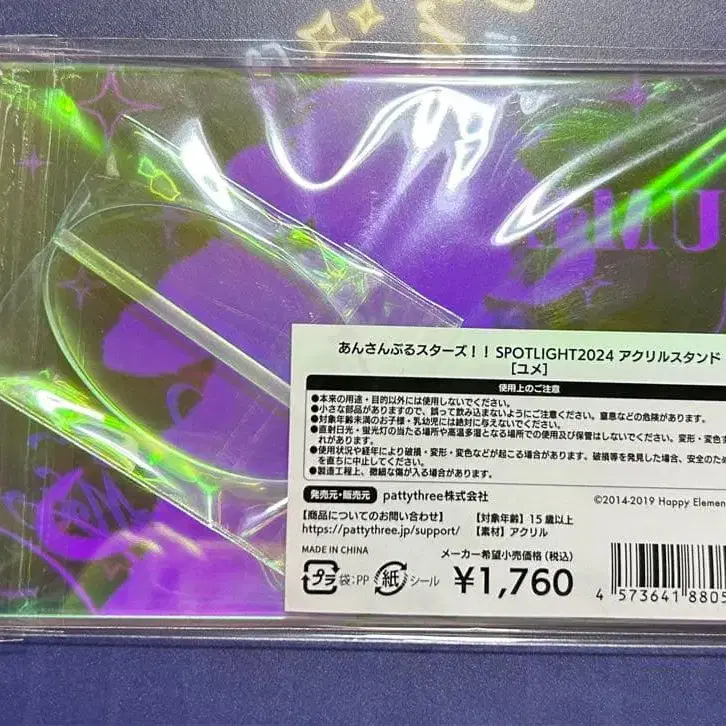 あんさんぶるスターズ！！ SPOTLIGHT2024 アクリルスタンド
[ユメ]
使用上のご注意
●本来の用途・目的以外には使用しないでください。
●小さな部品がありますので、誤って飲み込まないようにご注意ください。窒息などの危険があります。
●対象年齢未満のお子様・乳幼児には絶対に与えないでください。
●直射日光・蛍光灯の当たる場所や高温多湿となる場所での使用及び保管はしないでください。変形・変色す
れがあります。
●使用状況や経年により破損・変形・変色などが起こる場合があります。破損等を発見した場合、安全のため
を直ちに中止してください。
●製造工程上、微細な傷が入る場合があります。
発売元・販売元 pattythree株式会社
©2014-2019 Happy Elemen
【商品についてのお問い合わせ】 【対象年齢】15歳以上
https://pattythree.jp/support/ 【素材】アクリル
MADE IN CHINA メーカー希望小売価格（税込）
プラ 袋:PP 紙 シール ¥1,760
4 573641 8805